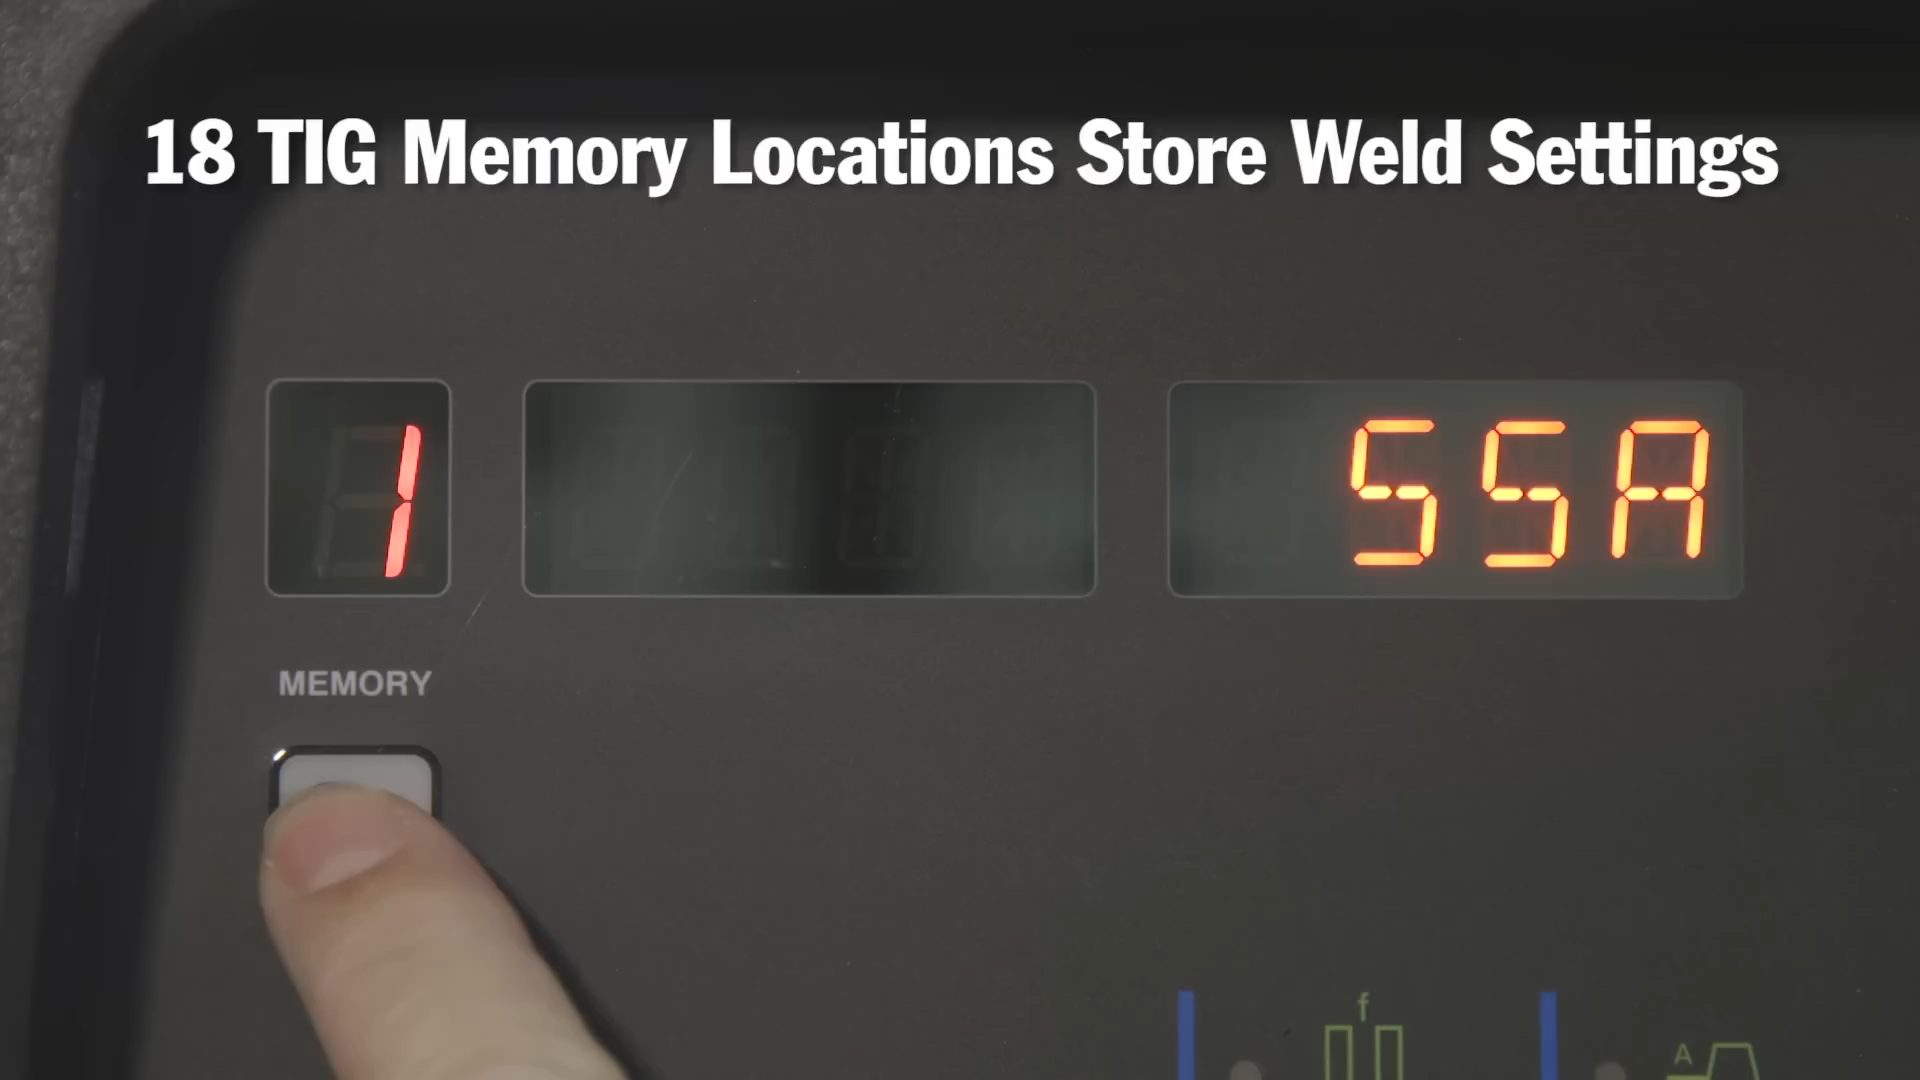 18 TIG Memory Locations Store Weld Settings
1 55A
MEMORY
f
A